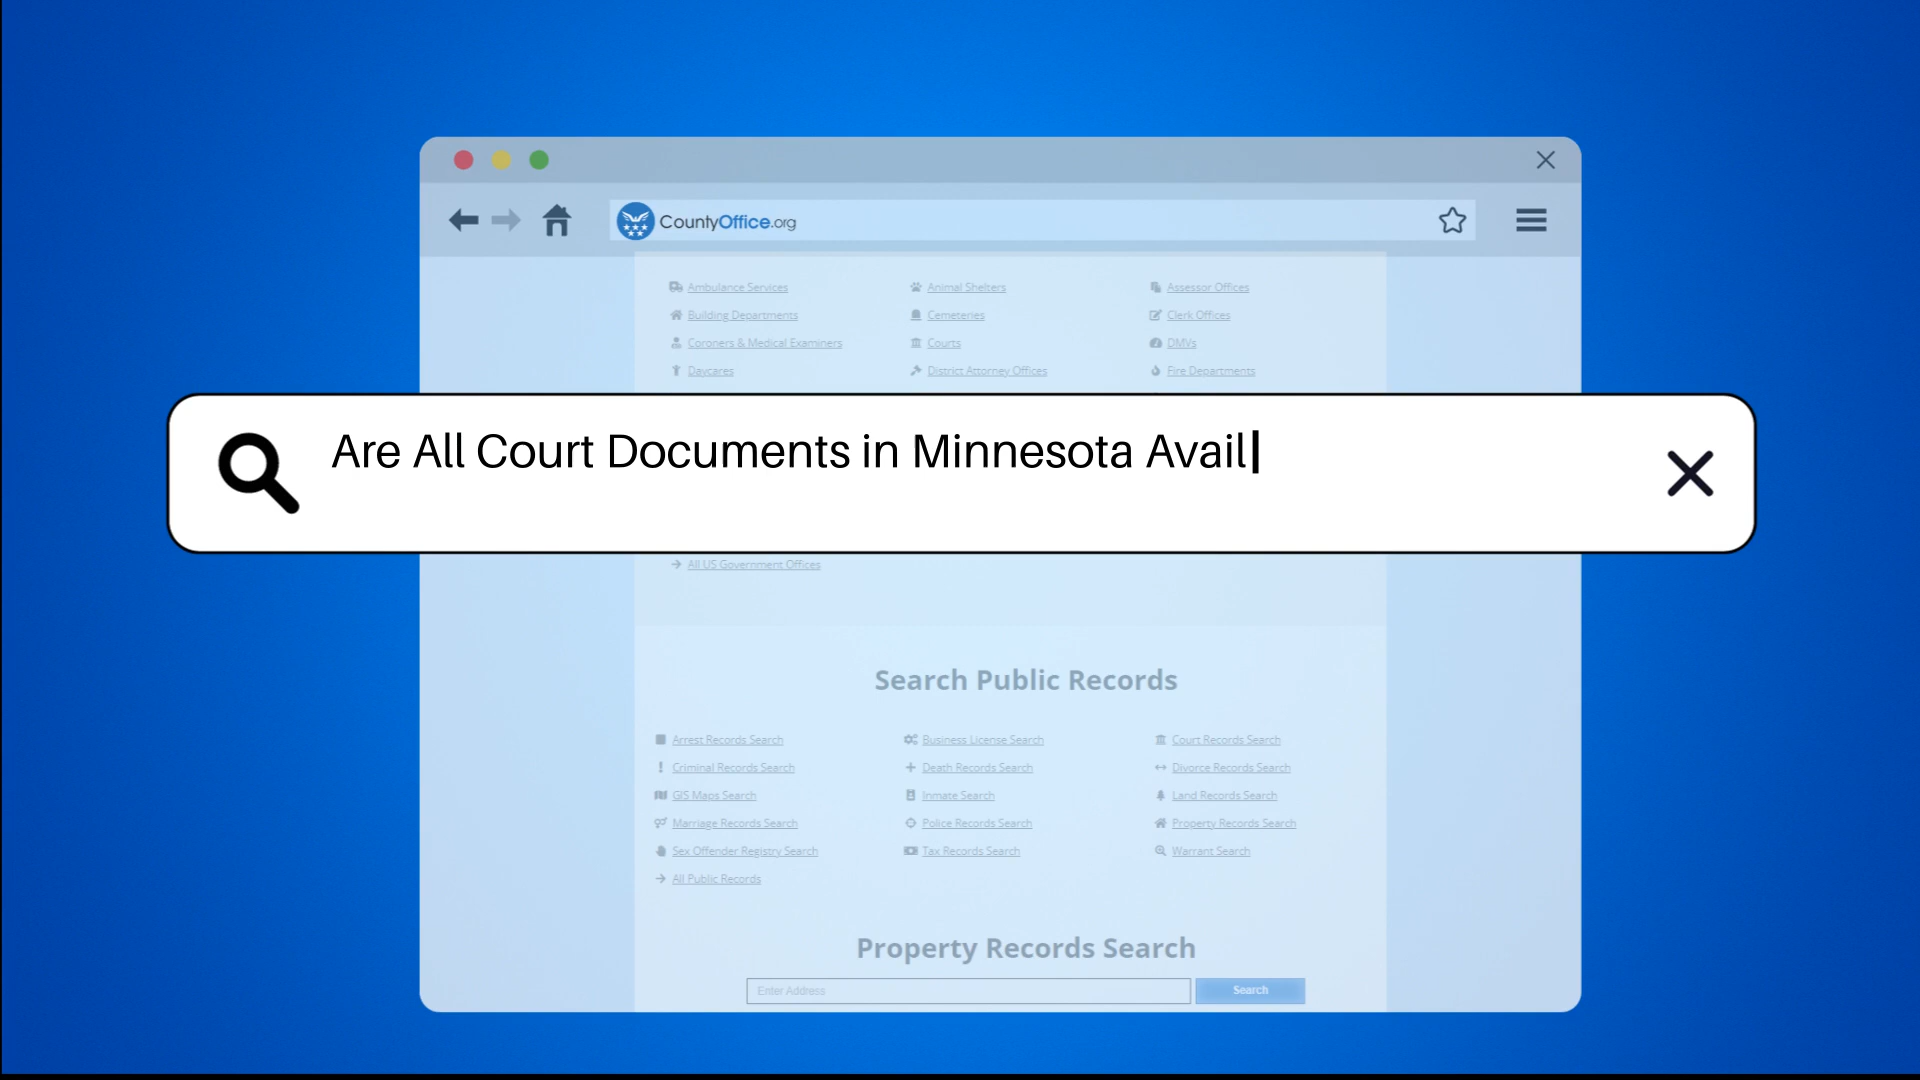 CountyOffice.org
Ambulance Services Animal Shelters Assessor Offices
Building Departments Cemeteries Clerk Offices
Coroners & Medical Examiners Courts DMVs
Daycares District Attorney Offices Fire Departments
Are All Court Documents in Minnesota Avail
All US Government Offices
Search Public Records
Arrest Records Search Business License Search Court Records Search
Criminal Records Search Death Records Search Divorce Records Search
GIS Maps Search Inmate Search Land Records Search
Marriage Records Search Police Records Search Property Records Search
Sex Offender Registry Search Tax Records Search Warrant Search
All Public Records
Property Records Search
Enter Address Search